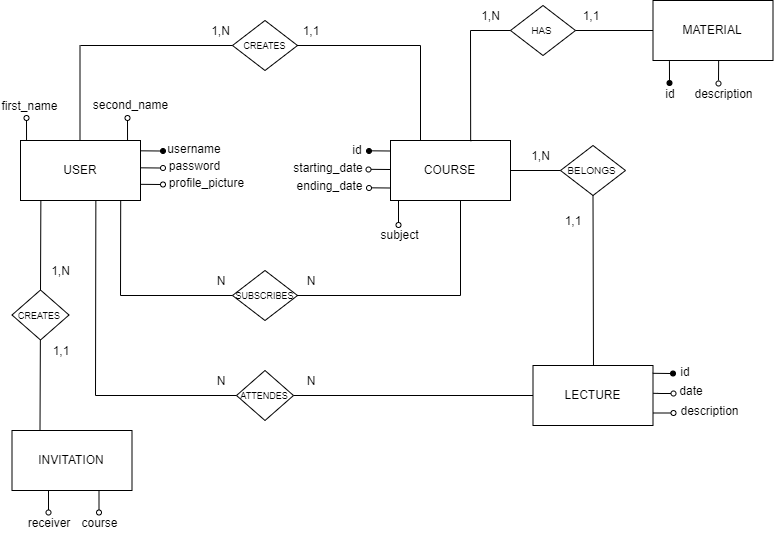 1,N
HAS
1,1
MATERIAL
1,N
CREATES
1,1
id
description
first_name
second_name
username
password
profile_picture
USER
id
starting_date
ending_date
COURSE
subject
1,N
BELONGS
1,1
1,N
CREATES
1,1
N
SUBSCRIBES
N
N
ATTENDES
N
LECTURE
id
date
description
INVITATION
receiver
course